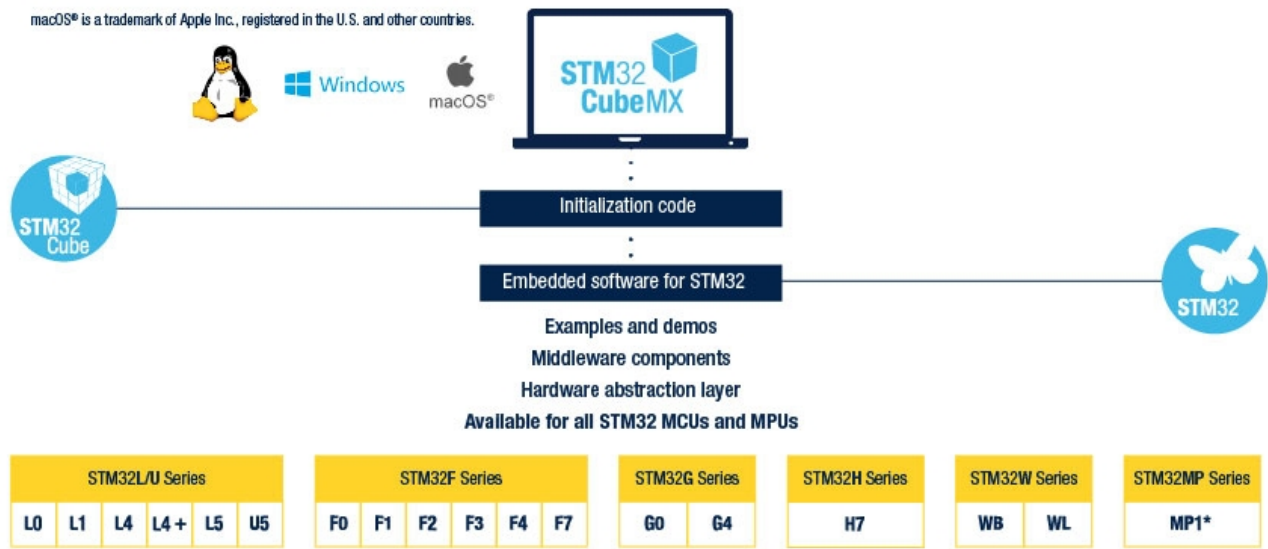 macOS® is a trademark of Apple Inc., registered in the U.S. and other countries.
Windows
macOS®
STM32
CubeMX
Initialization code
STM32
Cube
Embedded software for STM32
STM32
Examples and demos
Middleware components
Hardware abstraction layer
Available for all STM32 MCUs and MPUs
STM32L/U Series
STM32F Series
STM32G Series
STM32H Series
STM32W Series
STM32MP Series
L0 L1 L4 L4+ L5 U5
F0 F1 F2 F3 F4 F7
G0 G4
H7
WB WL
MP1*